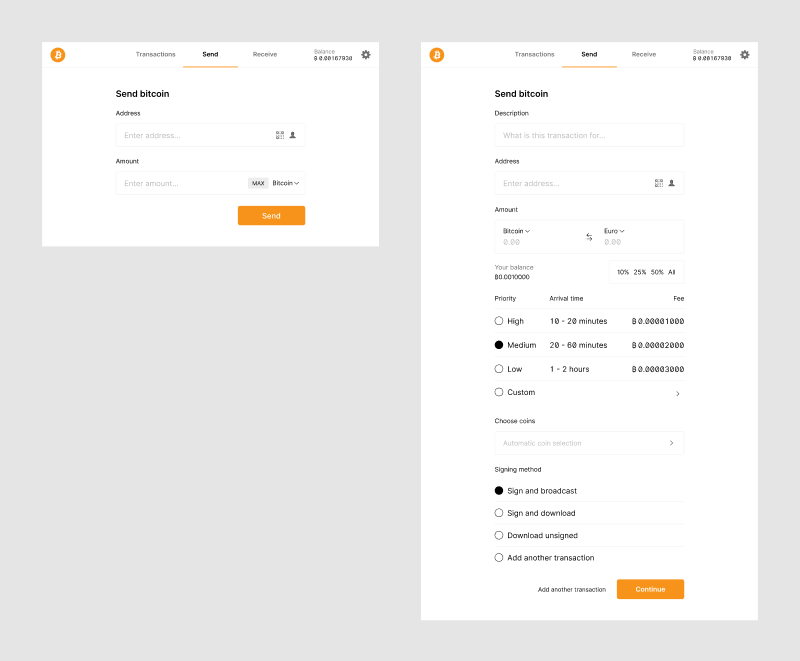 Transactions Send Receive Balance
₿ 0.00167938
Send bitcoin
Address
Enter address...
Amount
Enter amount... MAX Bitcoin
Send
Transactions Send Receive Balance
₿ 0.00167938
Send bitcoin
Description
What is this transaction for...
Address
Enter address...
Amount
Bitcoin Euro
0.00 0.00
Your balance
₿0.0010000
10% 25% 50% All
Priority Arrival time Fee
High 10 - 20 minutes ₿ 0.00001000
Medium 20 - 60 minutes ₿ 0.00002000
Low 1 - 2 hours ₿ 0.00003000
Custom
Choose coins
Automatic coin selection
Signing method
Sign and broadcast
Sign and download
Download unsigned
Add another transaction
Add another transaction Continue